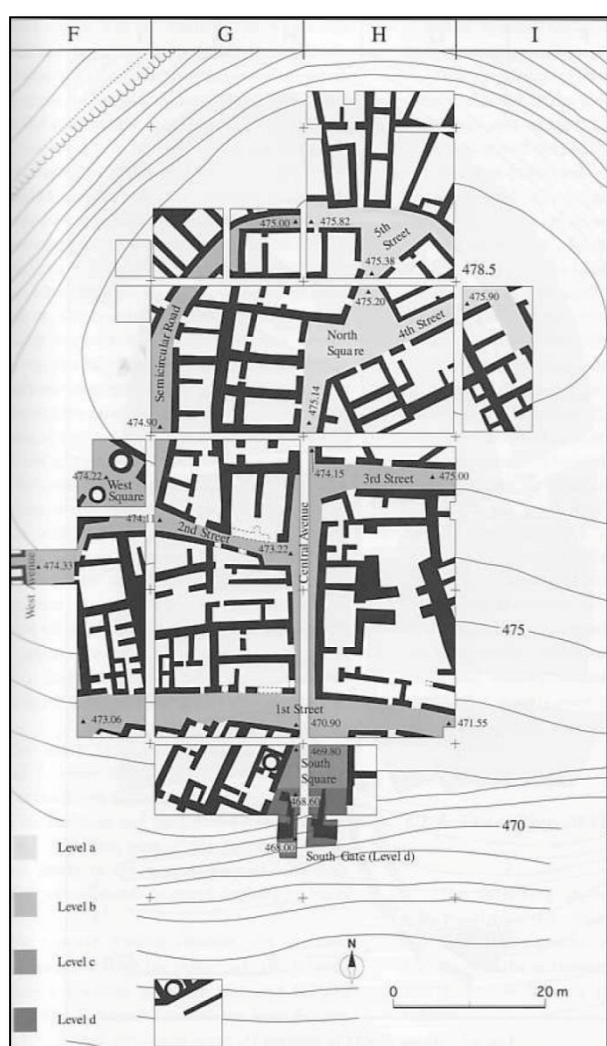 F G H I
475.00
475.82
5th
Street
475.38
478.5
475.20
475.90
Semicircular Road
North
Square
4th Street
475.14
474.90
474.22
West
Square
474.15
3rd Street
475.00
474.11
2nd Street
473.22
Central Avenue
West Avenue
474.33
475
1st Street
473.06
470.90
471.55
469.80
South
Square
468.60
470
468.00
South Gate (Level d)
Level a
Level b
Level c
Level d
N
0 20 m